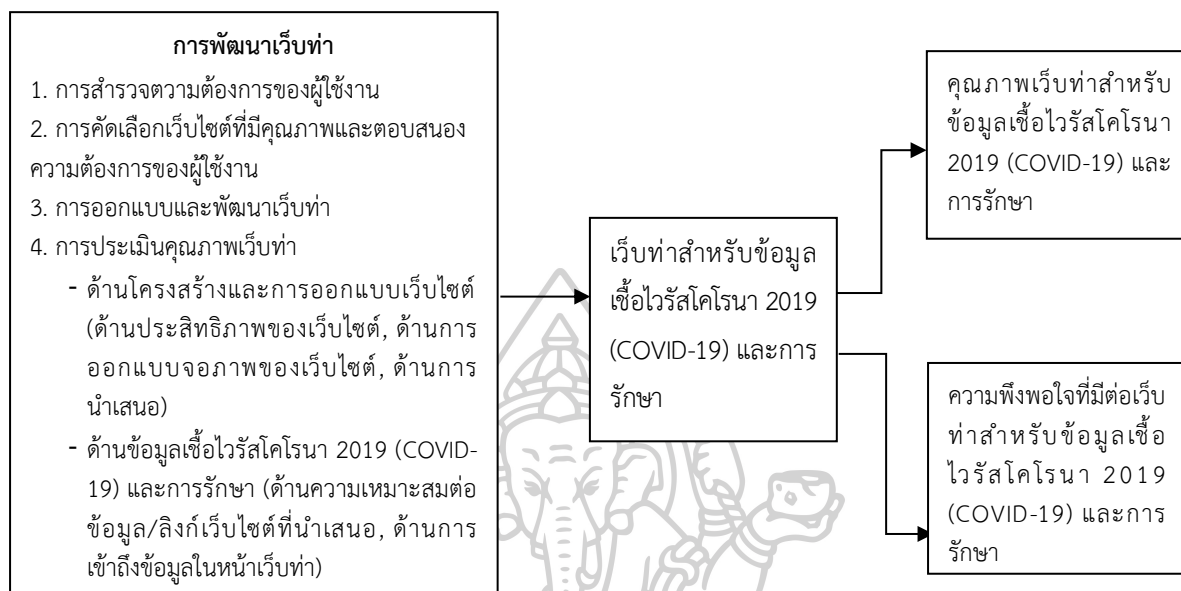 การพัฒนาเว็บท่า
1. การสำรวจตวามต้องการของผู้ใช้งาน
2. การคัดเลือกเว็บไซต์ที่มีคุณภาพและตอบสนอง
ความต้องการของผู้ใช้งาน
3. การออกแบบและพัฒนาเว็บท่า
4. การประเมินคุณภาพเว็บท่า
- ด้านโครงสร้างและการออกแบบเว็บไซต์
(ด้านประสิทธิภาพของเว็บไซต์, ด้านการ
ออกแบบจอภาพของเว็บไซต์, ด้านการ
นำเสนอ)
- ด้านข้อมูลเชื้อไวรัสโคโรนา 2019 (COVID-
19) และการรักษา (ด้านความเหมาะสมต่อ
ข้อมูล/ลิงก์เว็บไซต์ที่นำเสนอ, ด้านการ
เข้าถึงข้อมูลในหน้าเว็บท่า)
เว็บท่าสำหรับข้อมูล
เชื้อไวรัสโคโรนา 2019
(COVID-19) และการ
รักษา
คุณภาพเว็บท่าสำหรับ
ข้อมูลเชื้อไวรัสโคโรนา
2019 (COVID-19) และ
การรักษา
ความพึงพอใจที่มีต่อเว็บ
ท่าสำหรับข้อมูลเชื้อ
ไวรัสโคโรนา 2019
(COVID-19) และการ
รักษา